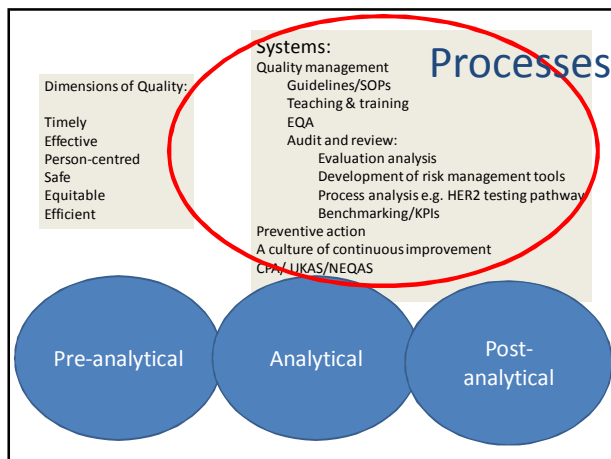 Dimensions of Quality:
Timely
Effective
Person-centred
Safe
Equitable
Efficient
Systems:
Quality management
Guidelines/SOPs
Teaching & training
EQA
Audit and review:
Evaluation analysis
Development of risk management tools
Process analysis e.g. HER2 testing pathway
Benchmarking/KPIs
Preventive action
A culture of continuous improvement
CPA/ UKAS/NEQAS
Processes
Pre-analytical
Analytical
Post-
analytical